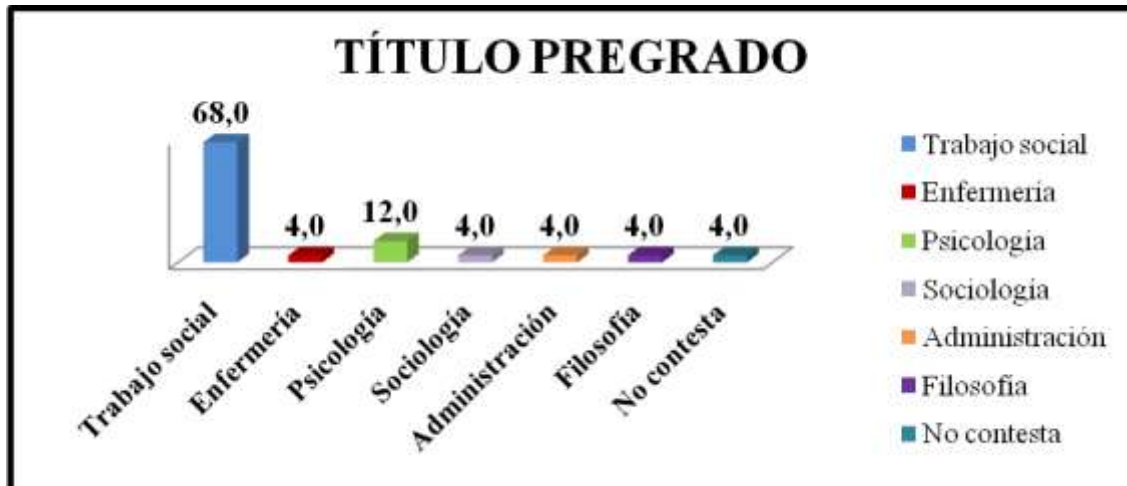 TÍTULO PREGRADO
68,0
4,0
12,0
4,0
4,0
4,0
4,0
Trabajo social
Enfermería
Psicología
Sociología
Administración
Filosofía
No contesta
Trabajo social
Enfermería
Psicología
Sociología
Administración
Filosofía
No contesta